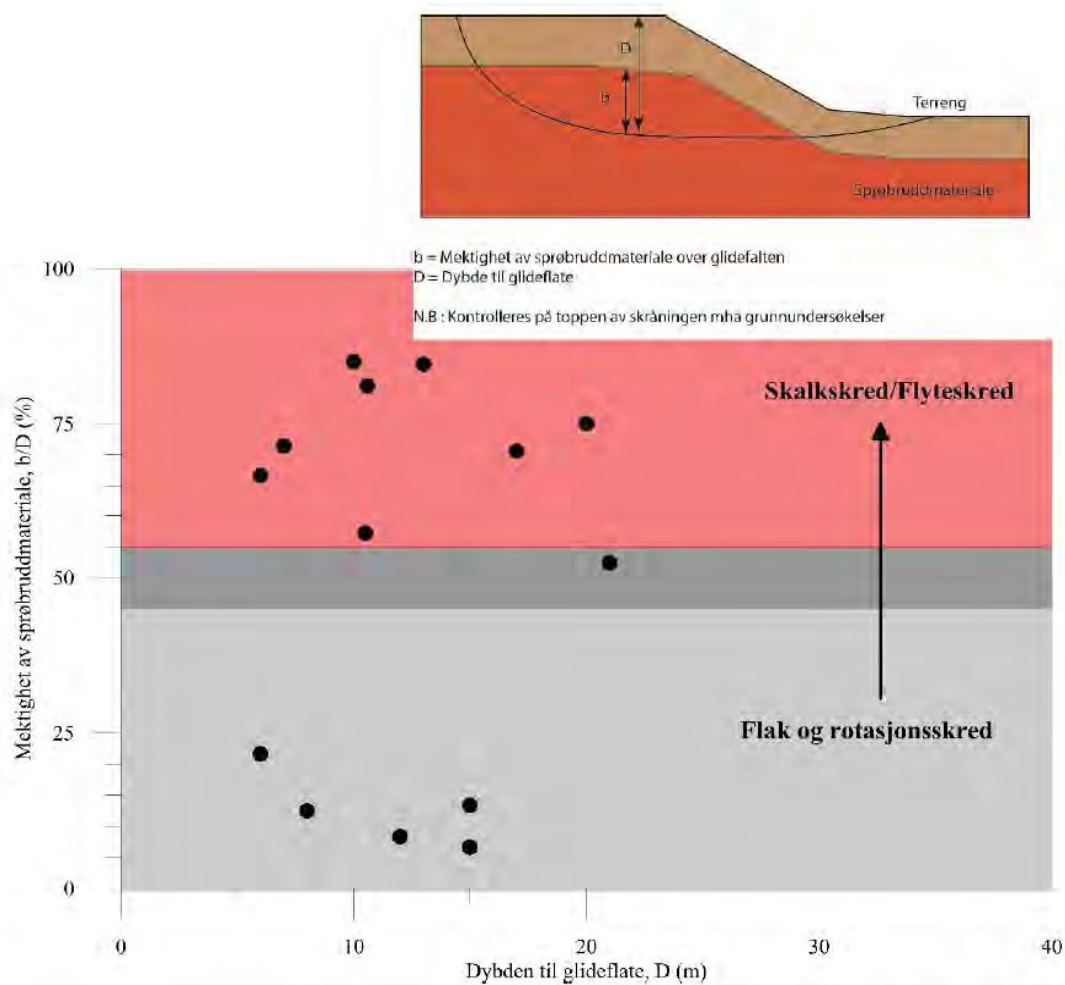 D
b
Terreng
Sprøbruddmateriale
b = Mektighet av sprøbruddmateriale over glidefalten
D = Dybde til glideflate
N.B : Kontrolleres på toppen av skråningen mha grunnundersøkelser
Mektighet av sprøbruddmateriale, b/D (%)
100
75
50
25
0
Skalkskred/Flyteskred
Flak og rotasjonsskred
0
10
20
30
40
Dybden til glideflate, D (m)